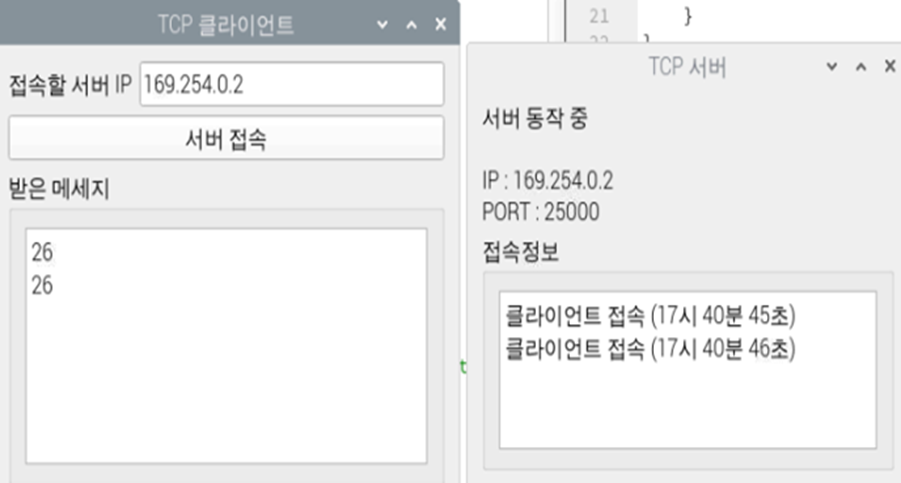 TCP 클라이언트
접속할 서버 IP 169.254.0.2
서버 접속
받은 메세지
26
26
21 }
TCP 서버
서버 동작 중
IP : 169.254.0.2
PORT : 25000
접속정보
클라이언트 접속 (17시 40분 45초)
클라이언트 접속 (17시 40분 46초)
t